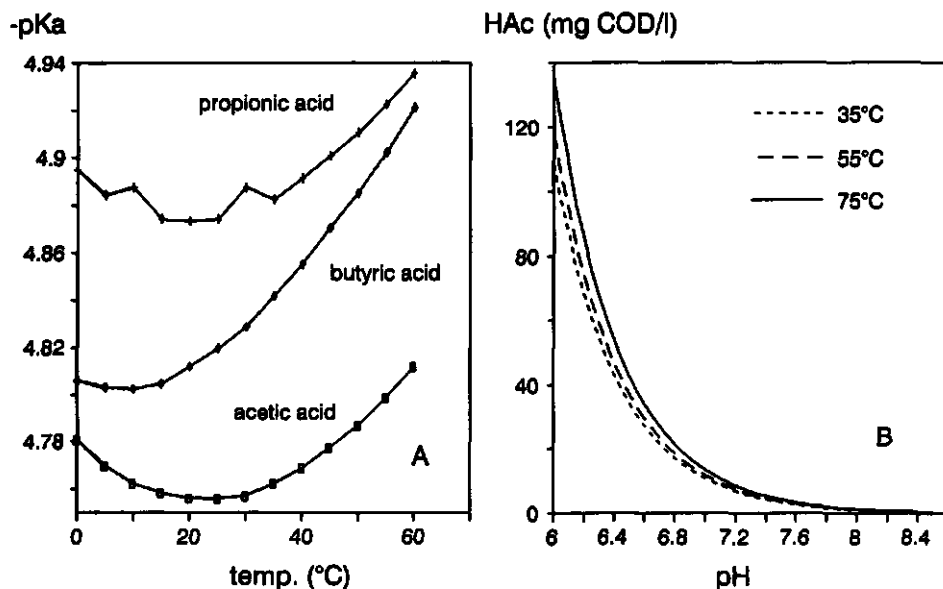 -pKa
4.94
4.9
4.86
4.82
4.78
propionic acid
butyric acid
acetic acid
A
0 20 40 60
temp. (°C)
HAc (mg COD/l)
120
80
40
0
35°C
55°C
75°C
B
6 6.4 6.8 7.2 7.6 8 8.4
pH